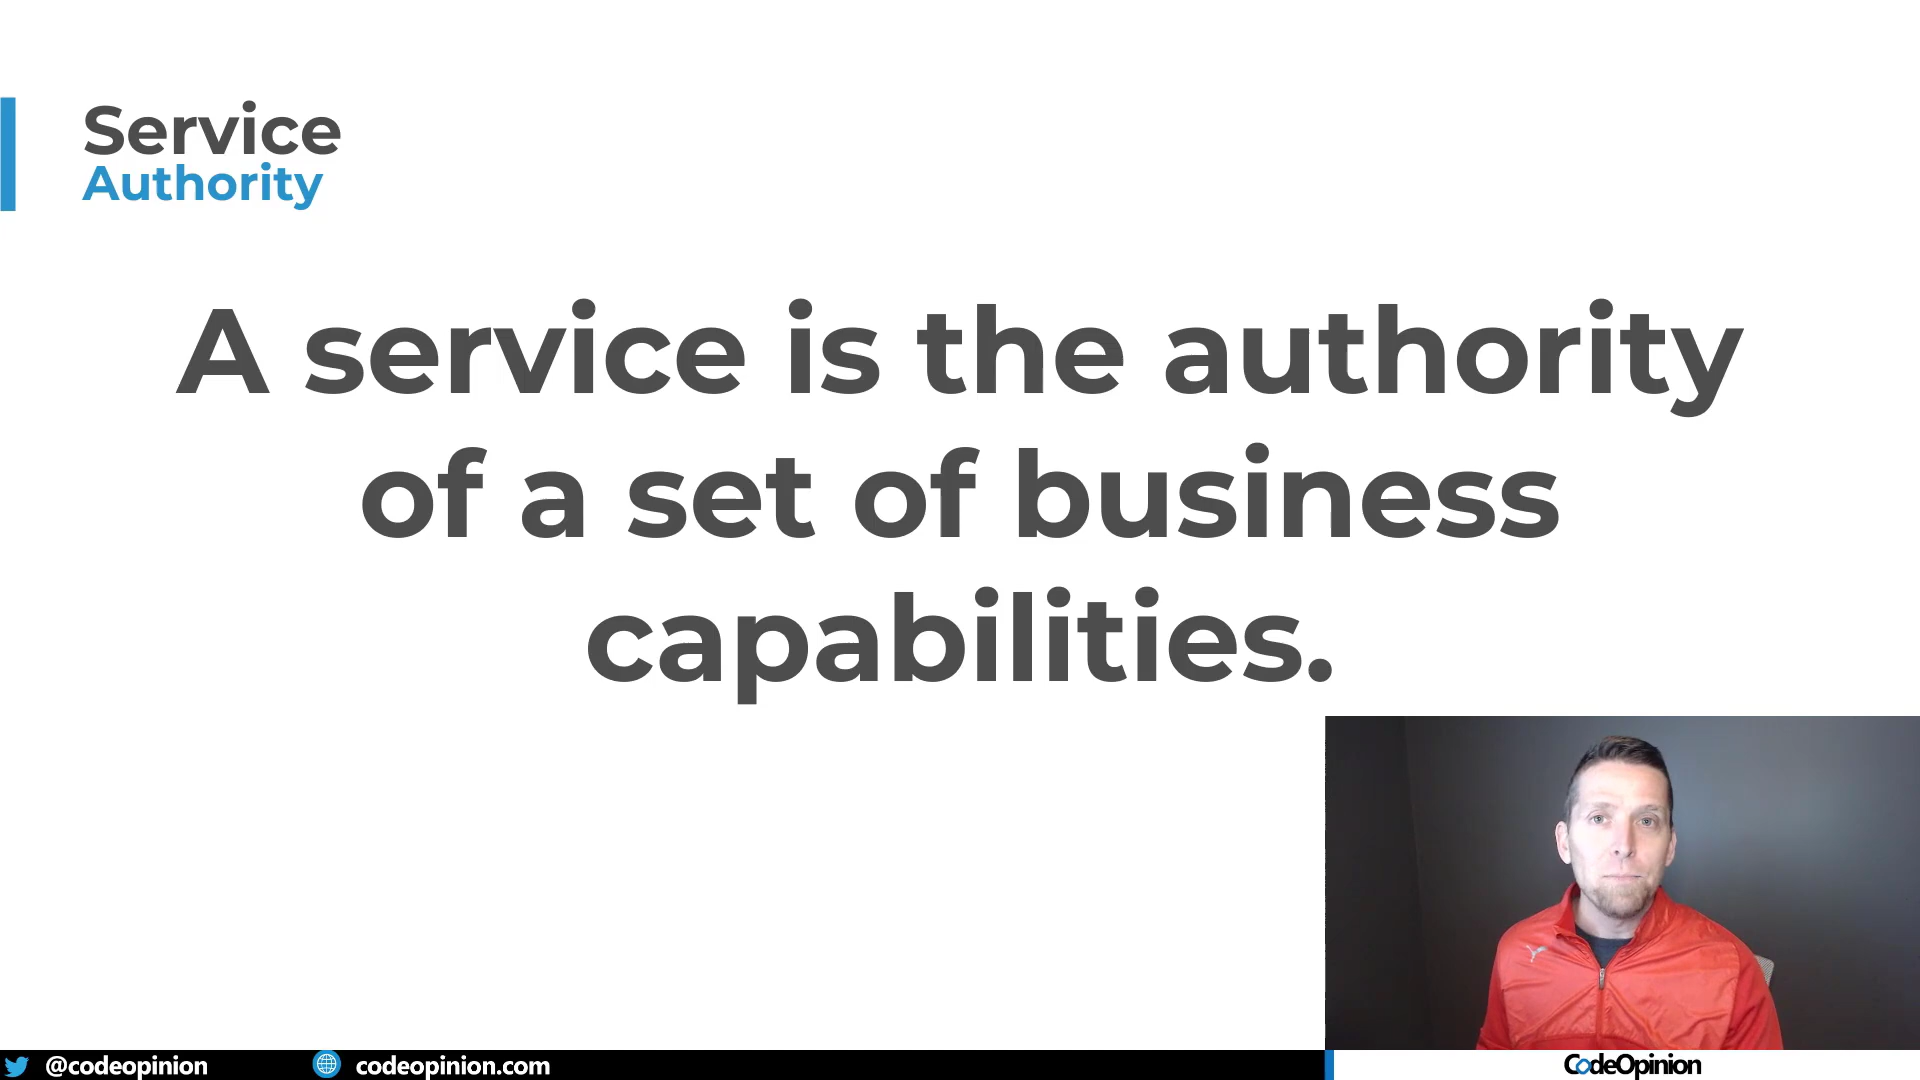 Service
Authority
A service is the authority
of a set of business
capabilities.
@codeopinion
codeopinion.com
CodeOpinion